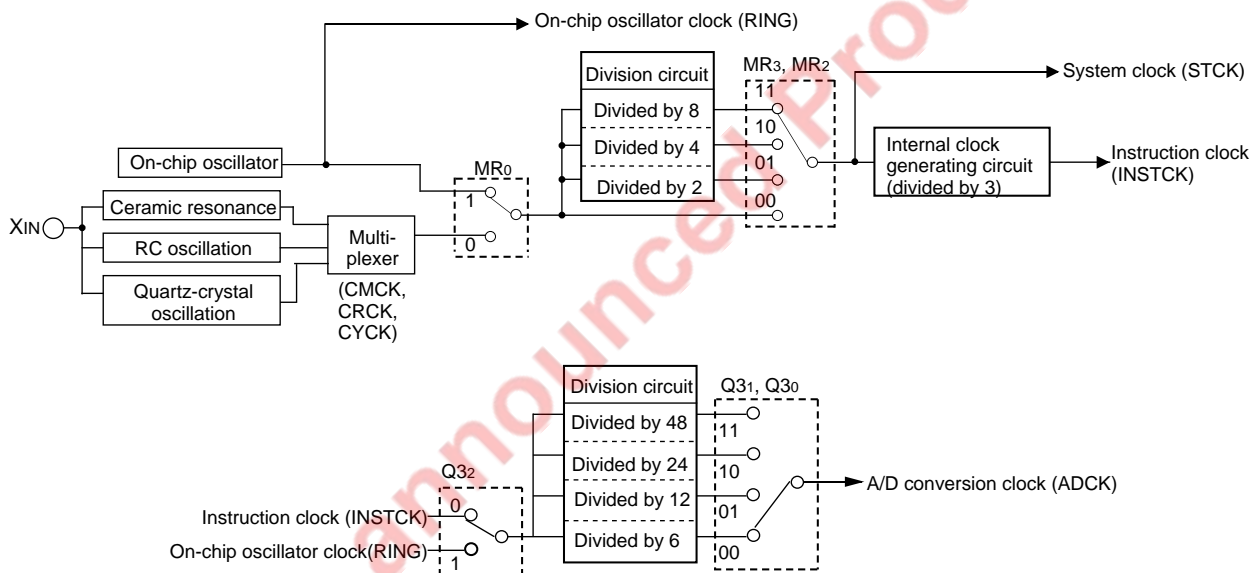 On-chip oscillator clock (RING)
Division circuit
MR3, MR2
System clock (STCK)
11
Divided by 8
10
On-chip oscillator
Divided by 4
Internal clock
generating circuit
(divided by 3)
Instruction clock
(INSTCK)
MR0
01
1
Divided by 2
Ceramic resonance
00
XIN
RC oscillation
Multi-
plexer
0
Quartz-crystal
oscillation
(CMCK,
CRCK,
CYCK)
Division circuit
Q31, Q30
Divided by 48
11
Divided by 24
10
Q32
A/D conversion clock (ADCK)
Divided by 12
0
01
Instruction clock (INSTCK)
Divided by 6
On-chip oscillator clock(RING)
00
1
announced Prod